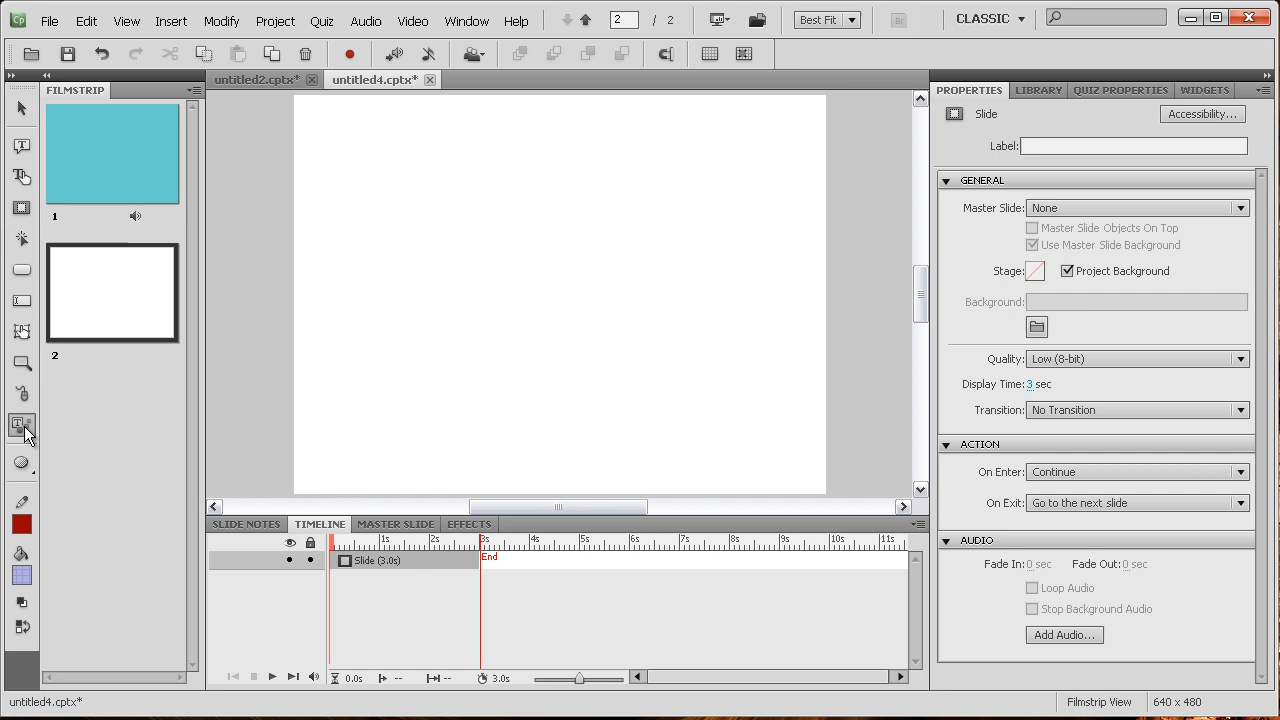 Cp File Edit View Insert Modify Project Quiz Audio Video Window Help 2 / 2 Best Fit Br CLASSIC
FILMSTRIP untitled2.cptx* untitled4.cptx* PROPERTIES LIBRARY QUIZ PROPERTIES WIDGETS
Slide Accessibility...
Label:
GENERAL
Master Slide: None
Master Slide Objects On Top
Use Master Slide Background
Stage: Project Background
Background:
Quality: Low (8-bit)
Display Time: 3 sec
Transition: No Transition
ACTION
On Enter: Continue
On Exit: Go to the next slide
AUDIO
Fade In: 0 sec Fade Out: 0 sec
Loop Audio
Stop Background Audio
Add Audio...
1
2
SLIDE NOTES TIMELINE MASTER SLIDE EFFECTS
1s 2s 3s 4s 5s 6s 7s 8s 9s 10s 11s
Slide (3.0s) End
0.0s -- -- 3.0s
untitled4.cptx* Filmstrip View 640 x 480